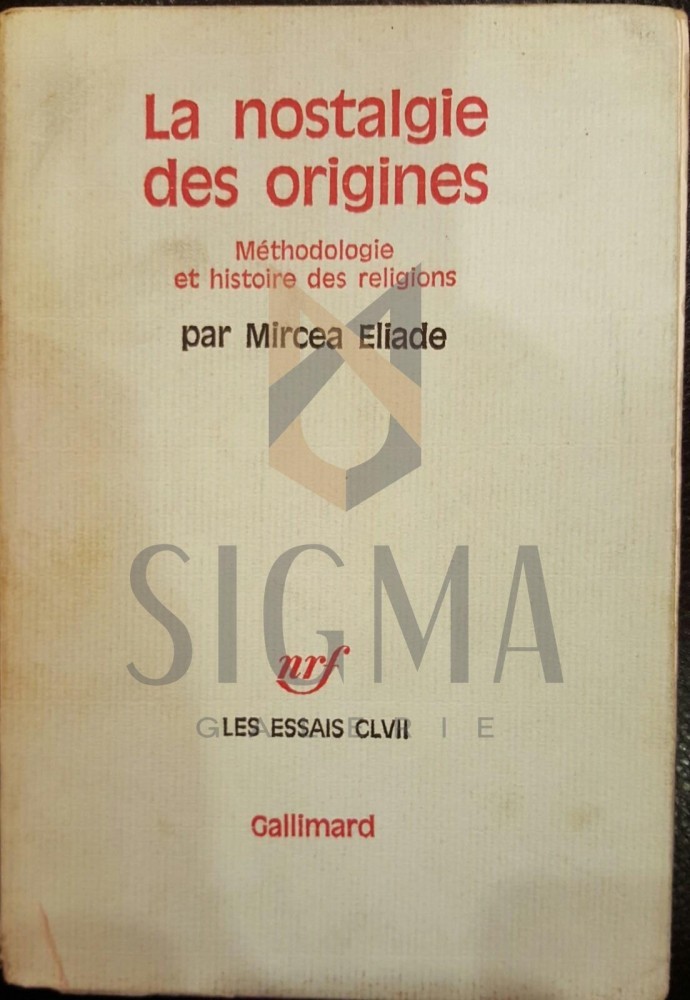 La nostalgie
des origines
Méthodologie
et histoire des religions
par Mircea Eliade
SIGMA
nrf
GALERIE
LES ESSAIS CLVII
Gallimard